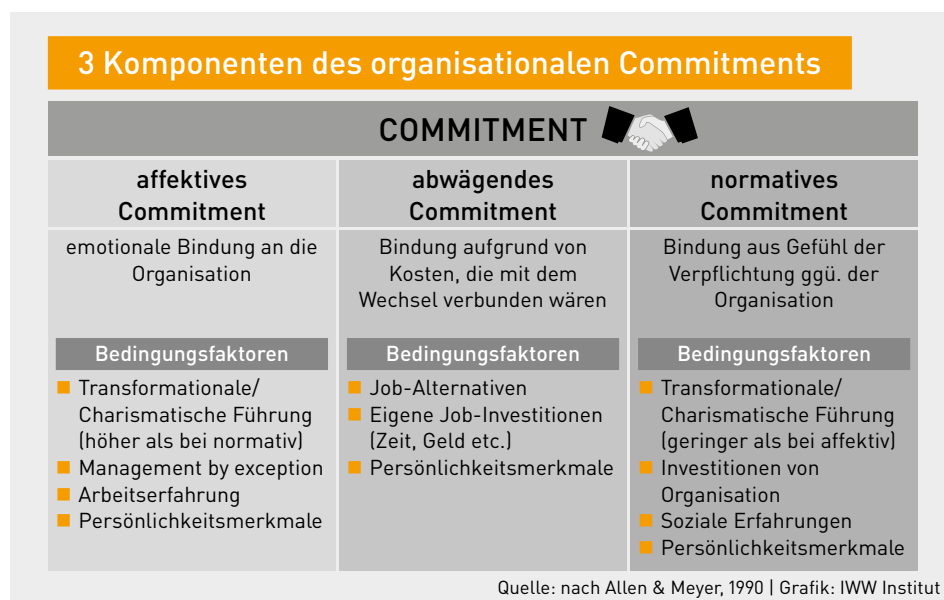 3 Komponenten des organisationalen Commitments
COMMITMENT
affektives
Commitment
emotionale Bindung an die
Organisation
Bedingungsfaktoren
Transformationale/
Charismatische Führung
(höher als bei normativ)
Management by exception
Arbeitserfahrung
Persönlichkeitsmerkmale
abwägendes
Commitment
Bindung aufgrund von
Kosten, die mit dem
Wechsel verbunden wären
Bedingungsfaktoren
Job-Alternativen
Eigene Job-Investitionen
(Zeit, Geld etc.)
Persönlichkeitsmerkmale
normatives
Commitment
Bindung aus Gefühl der
Verpflichtung ggü. der
Organisation
Bedingungsfaktoren
Transformationale/
Charismatische Führung
(geringer als bei affektiv)
Investitionen von
Organisation
Soziale Erfahrungen
Persönlichkeitsmerkmale
Quelle: nach Allen & Meyer, 1990 | Grafik: IWW Institut